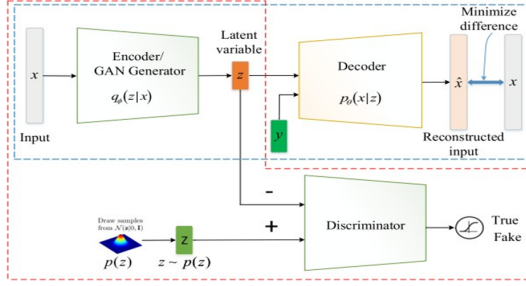 Minimize
difference
Latent
variable
Encoder/
GAN Generator
qφ(z|x)
x
z
Decoder
pθ(x|z)
x̂
x
y
Input
Reconstructed
input
-
+
Draw samples
from 𝒩(z|0, I)
z
p(z)
z ~ p(z)
Discriminator
True
Fake